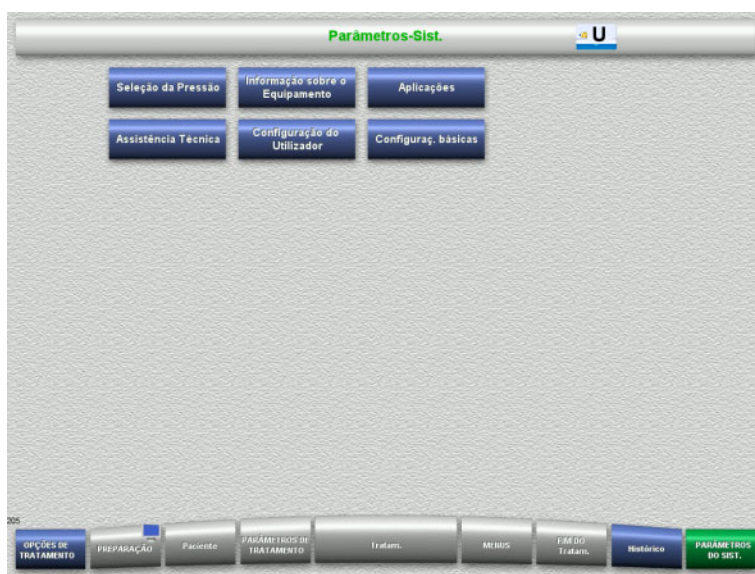 Parâmetros-Sist.
U
Seleção da Pressão
Informação sobre o
Equipamento
Aplicações
Assistência Técnica
Configuração do
Utilizador
Configuraç. básicas
205
OPÇÕES DE
TRATAMENTO
PREPARAÇÃO
Paciente
PARÂMETROS DE
TRATAMENTO
Tratam.
MENUS
FIM DO
Tratam.
Histórico
PARÂMETROS
DO SIST.